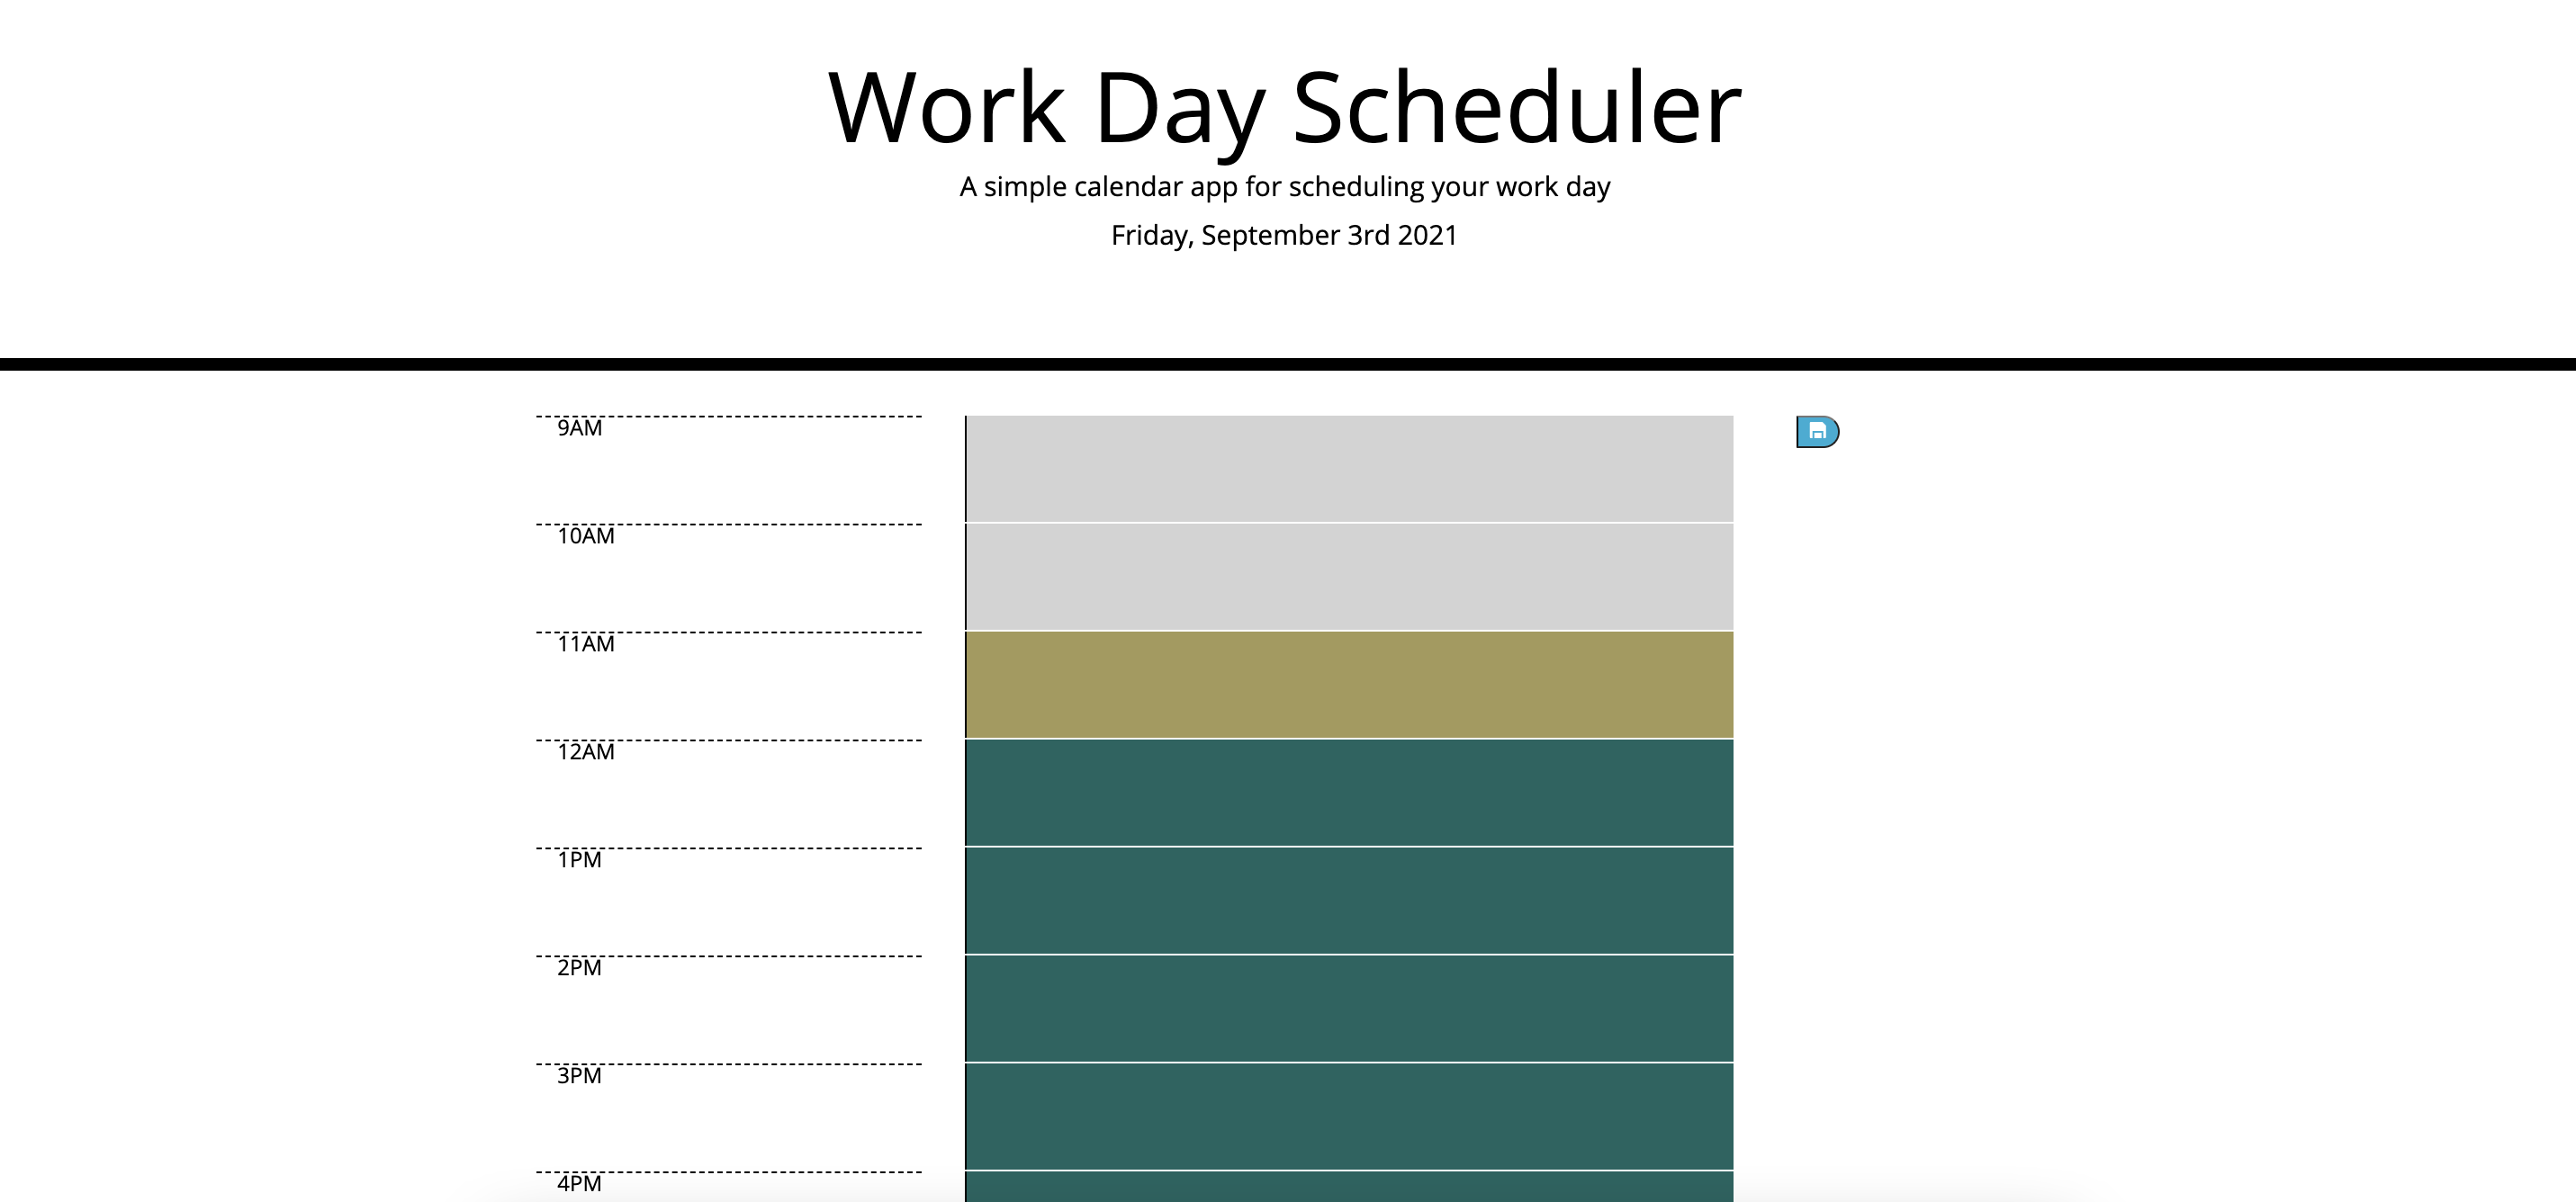 Work Day Scheduler
A simple calendar app for scheduling your work day
Friday, September 3rd 2021
9AM
10AM
11AM
12AM
1PM
2PM
3PM
4PM